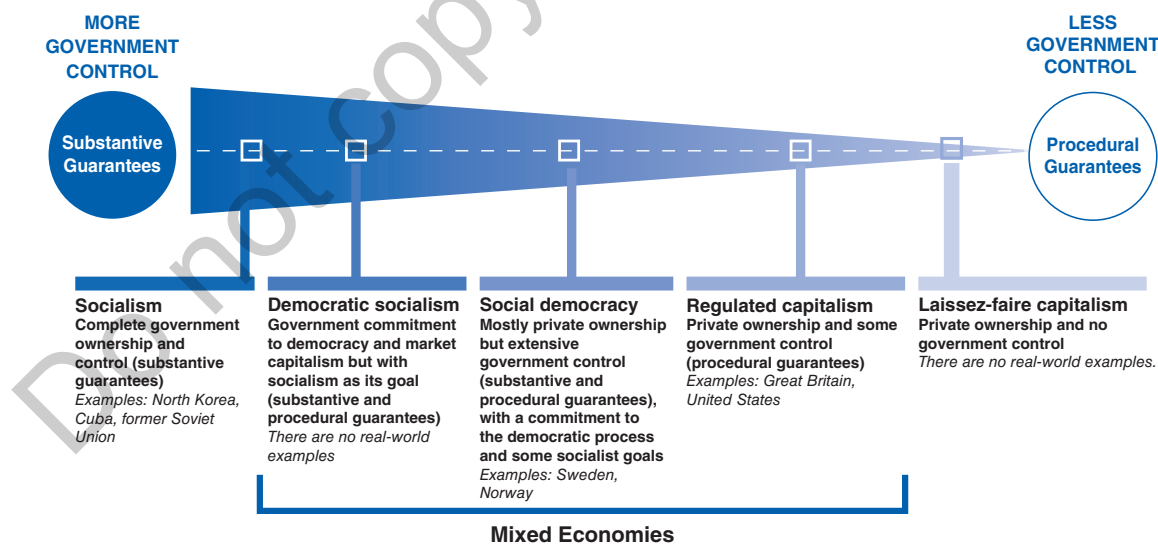 MORE
GOVERNMENT
CONTROL
LESS
GOVERNMENT
CONTROL
Substantive
Guarantees
Procedural
Guarantees
Do not copy
Socialism
Complete government
ownership and
control (substantive
guarantees)
Examples: North Korea,
Cuba, former Soviet
Union
Democratic socialism
Government commitment
to democracy and market
capitalism but with
socialism as its goal
(substantive and
procedural guarantees)
There are no real-world
examples
Social democracy
Mostly private ownership
but extensive
government control
(substantive and
procedural guarantees),
with a commitment to
the democratic process
and some socialist goals
Examples: Sweden,
Norway
Regulated capitalism
Private ownership and some
government control
(procedural guarantees)
Examples: Great Britain,
United States
Laissez-faire capitalism
Private ownership and no
government control
There are no real-world examples.
Mixed Economies